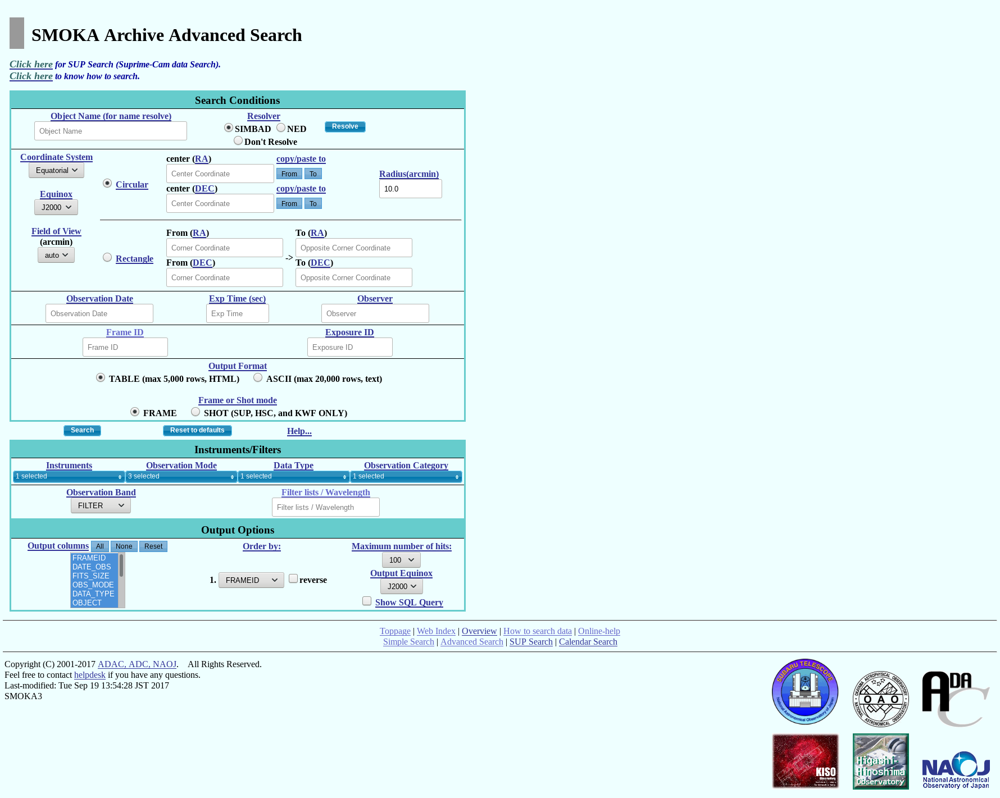 SMOKA Archive Advanced Search
Click here for SUP Search (Suprime-Cam data Search).
Click here to know how to search.
Search Conditions
Object Name (for name resolve)
Object Name
Resolver
SIMBAD NED
Don't Resolve
Resolve
Coordinate System
Equatorial
Equinox
J2000
Field of View
(arcmin)
auto
Circular
center (RA) copy/paste to
Center Coordinate From To
center (DEC) copy/paste to
Center Coordinate From To
Radius(arcmin)
10.0
Rectangle
From (RA)
Corner Coordinate
From (DEC)
Corner Coordinate
->
To (RA)
Opposite Corner Coordinate
To (DEC)
Opposite Corner Coordinate
Observation Date Exp Time (sec) Observer
Observation Date Exp Time Observer
Frame ID Exposure ID
Frame ID Exposure ID
Output Format
TABLE (max 5,000 rows, HTML) ASCII (max 20,000 rows, text)
Frame or Shot mode
FRAME SHOT (SUP, HSC, and KWF ONLY)
Search Reset to defaults Help...
Instruments/Filters
Instruments Observation Mode Data Type Observation Category
1 selected 3 selected 1 selected 1 selected
Observation Band Filter lists / Wavelength
FILTER Filter lists / Wavelength
Output Options
Output columns All None Reset
FRAMEID
DATE_OBS
FITS_SIZE
OBS_MODE
DATA_TYPE
OBJECT
Order by:
1. FRAMEID reverse
Maximum number of hits:
100
Output Equinox
J2000
Show SQL Query
Toppage | Web Index | Overview | How to search data | Online-help
Simple Search | Advanced Search | SUP Search | Calendar Search
Copyright (C) 2001-2017 ADAC, ADC, NAOJ. All Rights Reserved.
Feel free to contact helpdesk if you have any questions.
Last-modified: Tue Sep 19 13:54:28 JST 2017
SMOKA3
SUBARU TELESCOPE
National Astronomical Observatory of Japan
OKAYAMA ASTROPHYSICAL OBSERVATORY
OAO
NATIONAL ASTRONOMICAL OBSERVATORY
ADAC
KISO
Observatory
Higashi-
Hiroshima
Observatory
NAOJ
National Astronomical
Observatory of Japan